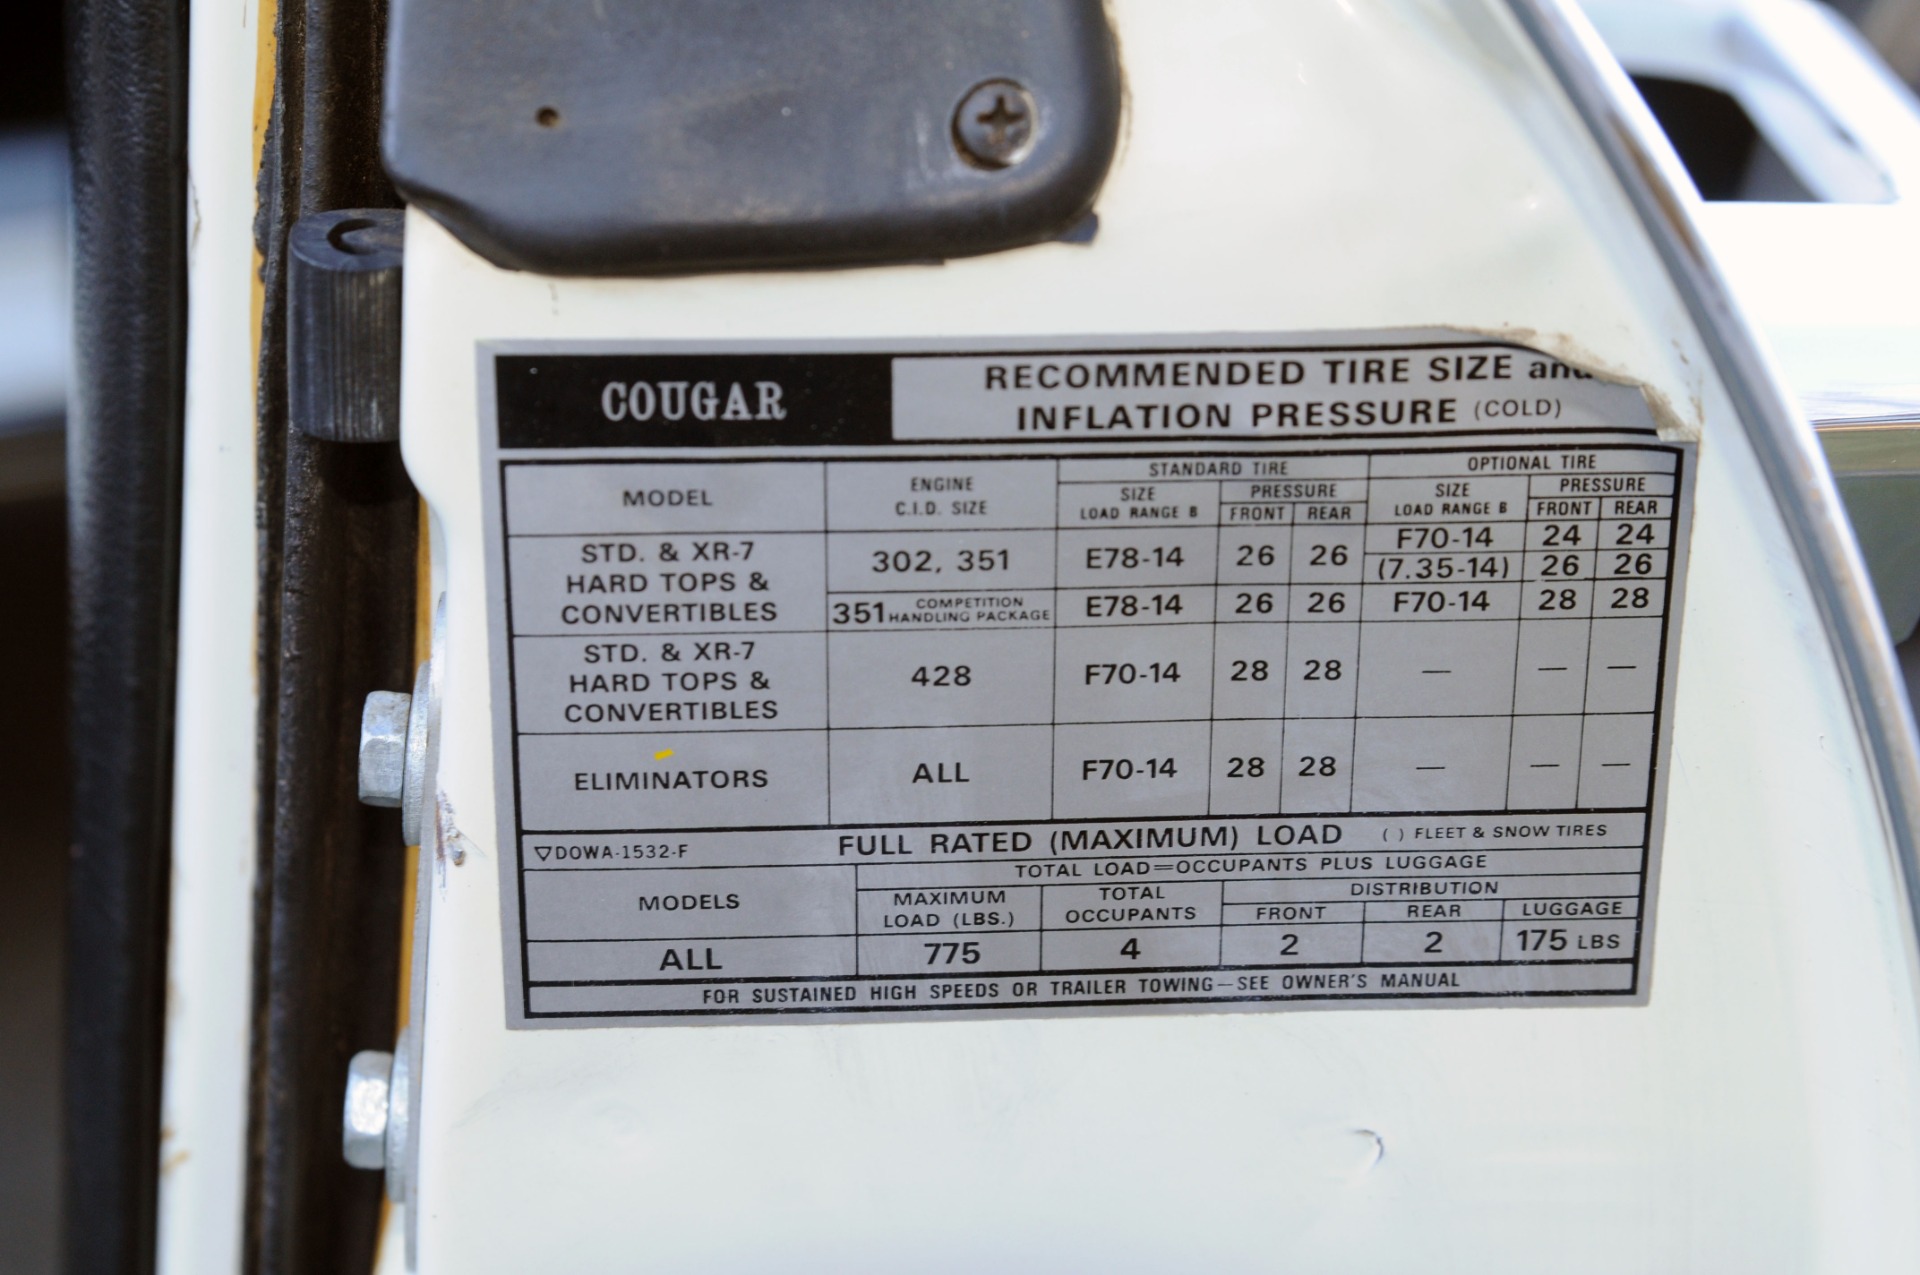 COUGAR
RECOMMENDED TIRE SIZE and
INFLATION PRESSURE (COLD)
MODEL
ENGINE
C.I.D. SIZE
STANDARD TIRE
SIZE
LOAD RANGE B
PRESSURE
FRONT REAR
OPTIONAL TIRE
SIZE
LOAD RANGE B
PRESSURE
FRONT REAR
STD. & XR-7
HARD TOPS &
CONVERTIBLES
302, 351 E78-14 26 26 F70-14 24 24
(7.35-14) 26 26
351 COMPETITION
HANDLING PACKAGE E78-14 26 26 F70-14 28 28
STD. & XR-7
HARD TOPS &
CONVERTIBLES
428 F70-14 28 28 — — —
ELIMINATORS ALL F70-14 28 28 — — —
▽DOWA-1532-F FULL RATED (MAXIMUM) LOAD ( ) FLEET & SNOW TIRES
MODELS
TOTAL LOAD=OCCUPANTS PLUS LUGGAGE
MAXIMUM
LOAD (LBS.)
TOTAL
OCCUPANTS
DISTRIBUTION
FRONT REAR LUGGAGE
ALL 775 4 2 2 175 LBS
FOR SUSTAINED HIGH SPEEDS OR TRAILER TOWING—SEE OWNER'S MANUAL